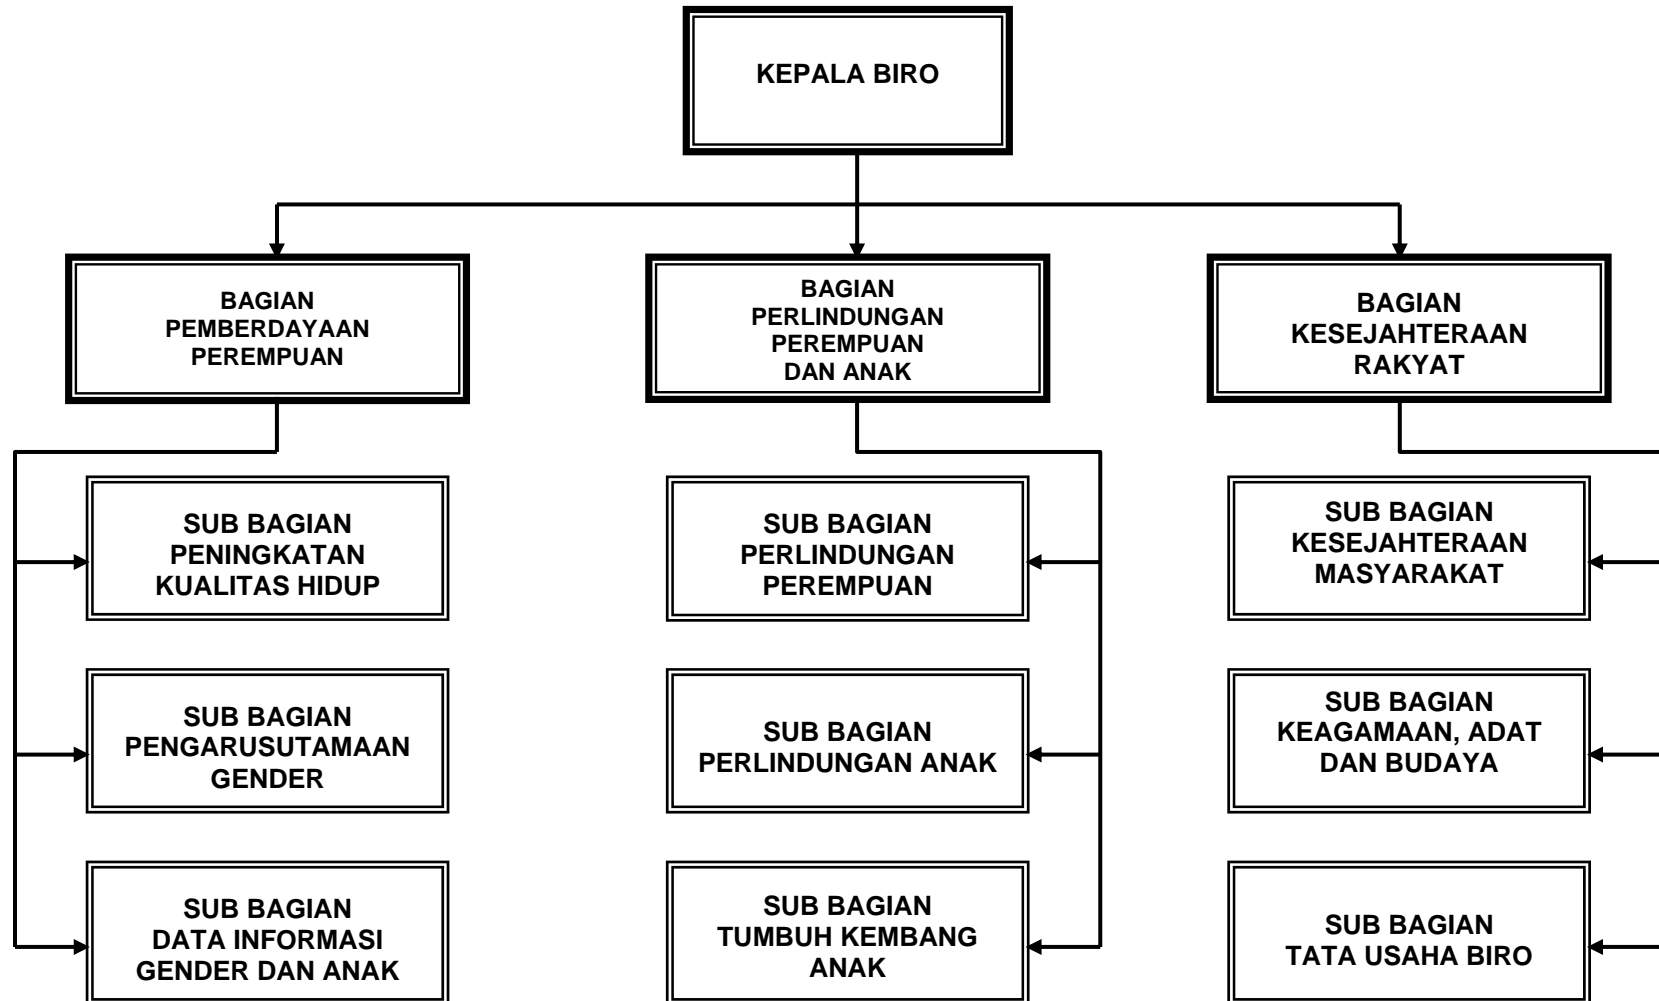 KEPALA BIRO
BAGIAN
PEMBERDAYAAN
PEREMPUAN
BAGIAN
PERLINDUNGAN
PEREMPUAN
DAN ANAK
BAGIAN
KESEJAHTERAAN
RAKYAT
SUB BAGIAN
PENINGKATAN
KUALITAS HIDUP
SUB BAGIAN
PERLINDUNGAN
PEREMPUAN
SUB BAGIAN
KESEJAHTERAAN
MASYARAKAT
SUB BAGIAN
PENGARUSUTAMAAN
GENDER
SUB BAGIAN
PERLINDUNGAN ANAK
SUB BAGIAN
KEAGAMAAN, ADAT
DAN BUDAYA
SUB BAGIAN
DATA INFORMASI
GENDER DAN ANAK
SUB BAGIAN
TUMBUH KEMBANG
ANAK
SUB BAGIAN
TATA USAHA BIRO